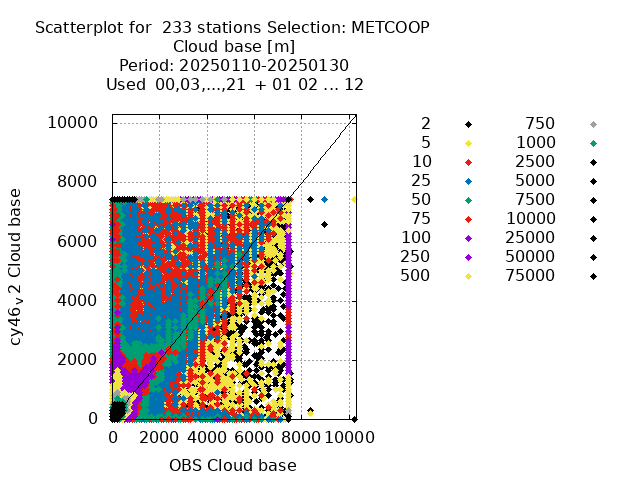 Scatterplot for  233 stations Selection: METCOOP
Cloud base [m]
Period: 20250110-20250130
Used  00,03,...,21  + 01 02 ... 12
10000
8000
6000
4000
2000
0
cy46v2 Cloud base
0 2000 4000 6000 8000 10000
OBS Cloud base
2 750
5 1000
10 2500
25 5000
50 7500
75 10000
100 25000
250 50000
500 75000